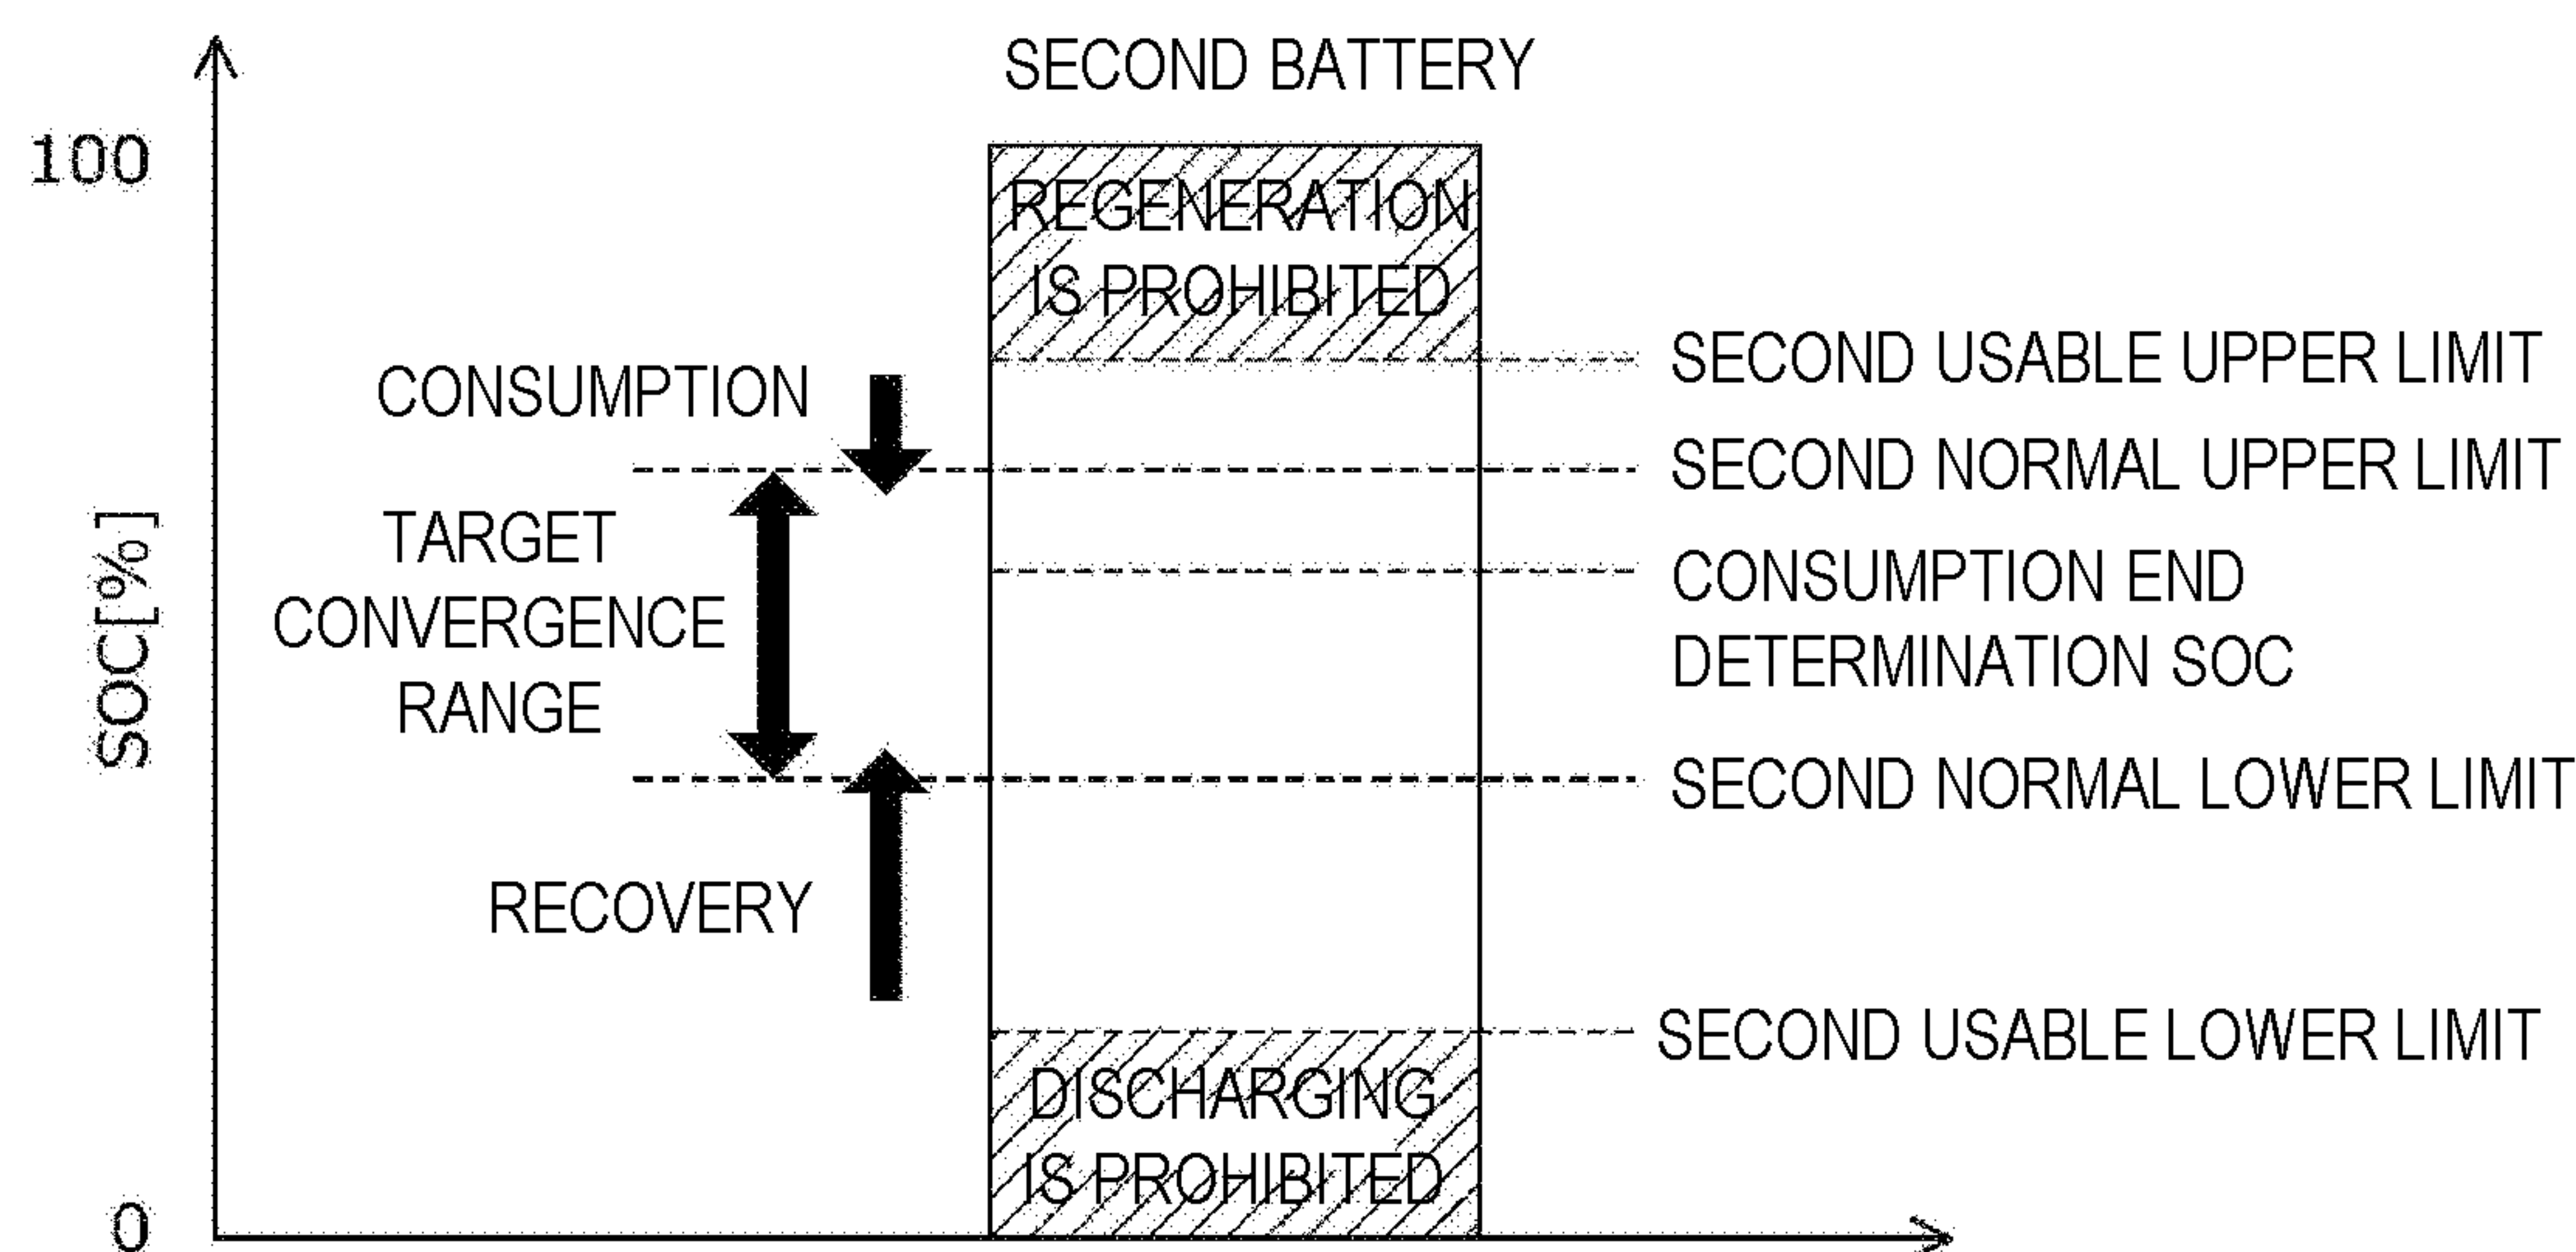 SECOND BATTERY
100
REGENERATION
IS PROHIBITED
SECOND USABLE UPPER LIMIT
CONSUMPTION
SECOND NORMAL UPPER LIMIT
TARGET
CONVERGENCE
RANGE
CONSUMPTION END
DETERMINATION SOC
SOC[%]
SECOND NORMAL LOWER LIMIT
RECOVERY
SECOND USABLE LOWER LIMIT
DISCHARGING
IS PROHIBITED
0